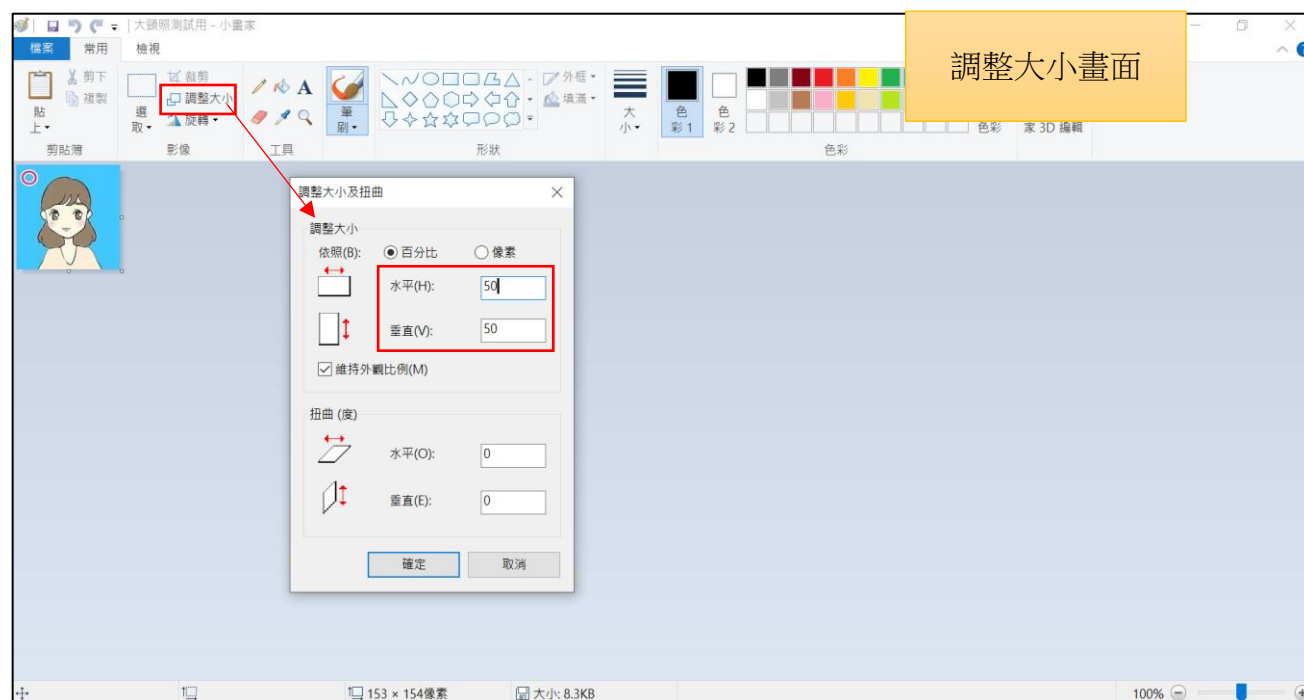 大頭照測試用 - 小畫家
調整大小畫面
檔案 常用 檢視
貼上
剪下
複製
剪貼簿
選取
裁剪
調整大小
旋轉
影像
A
工具
筆刷
外框
填滿
形狀
大小
色彩 1
色彩 2
色彩
家 3D 編輯
色彩
調整大小及扭曲
調整大小
依照(B): 百分比 像素
水平(H): 50
垂直(V): 50
維持外觀比例(M)
扭曲 (度)
水平(O): 0
垂直(E): 0
確定 取消
153 × 154像素 大小: 8.3KB 100%